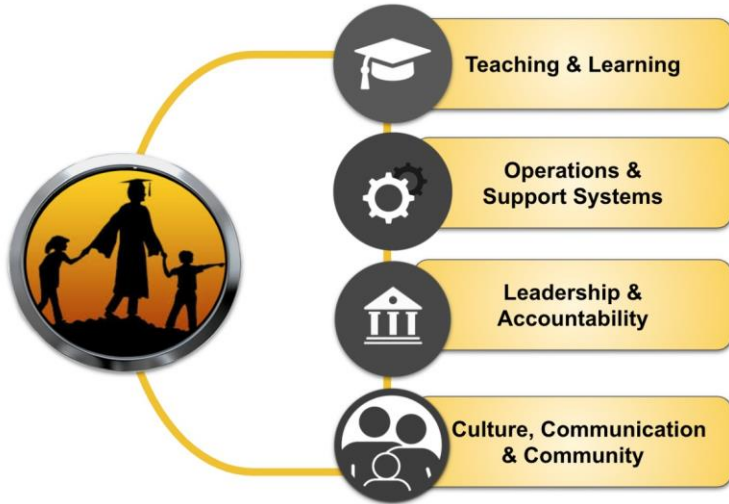 Teaching & Learning
Operations &
Support Systems
Leadership &
Accountability
Culture, Communication
& Community